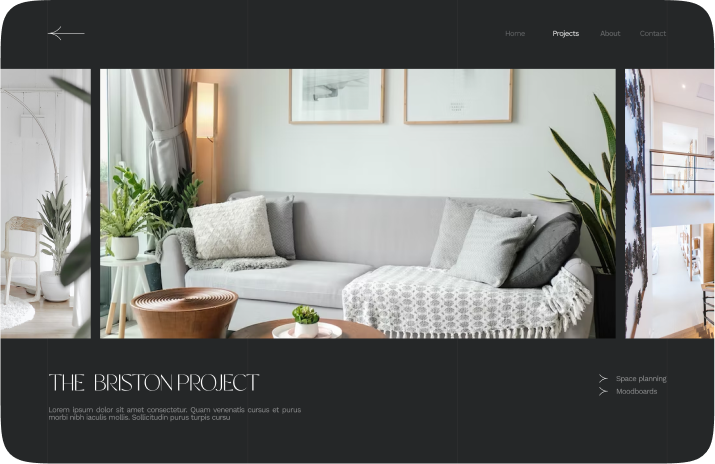 Home Projects About Contact
THE BRISTON PROJECT
Lorem ipsum dolor sit amet consectetur. Quam venenatis cursus et purus
morbi nibh iaculis mollis. Sollicitudin purus turpis cursu
Space planning
Moodboards